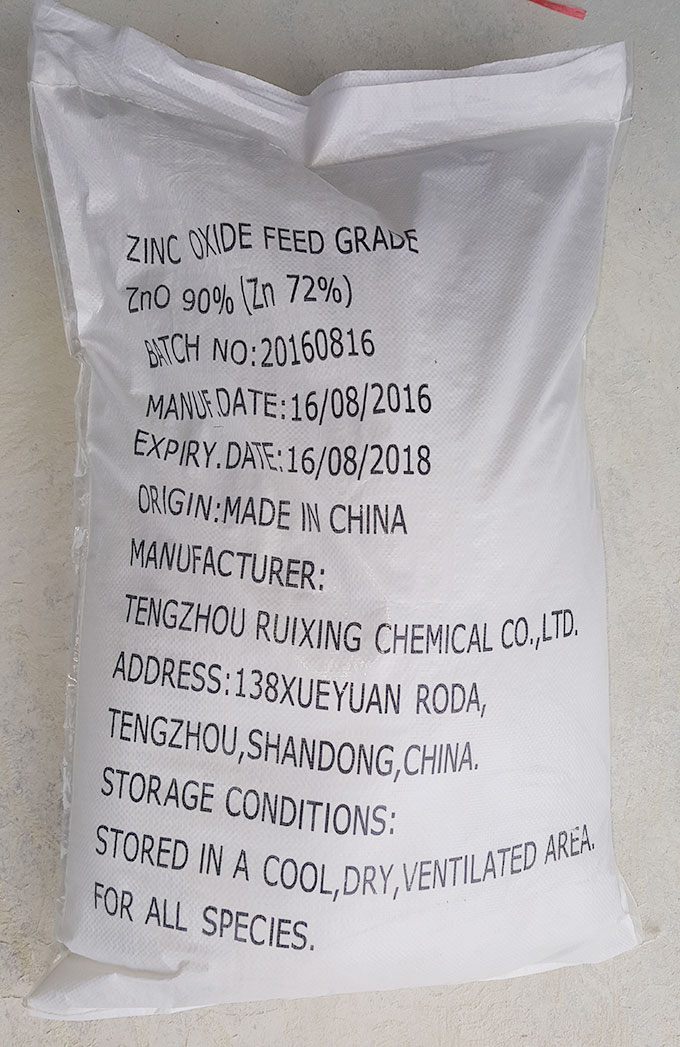 ZINC OXIDE FEED GRADE
ZnO 90% (Zn 72%)
BATCH NO:20160816
MANUF.DATE:16/08/2016
EXPIRY.DATE:16/08/2018
ORIGIN:MADE IN CHINA
MANUFACTURER:
TENGZHOU RUIXING CHEMICAL CO.,LTD.
ADDRESS:138XUEYUAN RODA,
TENGZHOU,SHANDONG,CHINA.
STORAGE CONDITIONS:
STORED IN A COOL,DRY,VENTILATED AREA.
FOR ALL SPECIES.